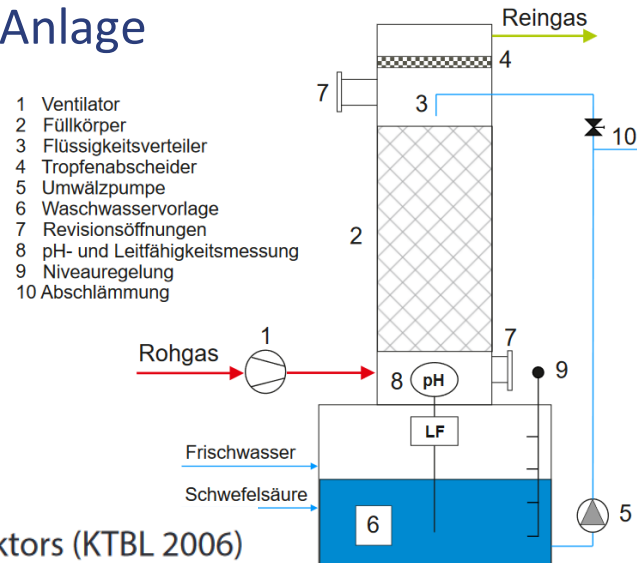 Anlage
Reingas
1 Ventilator
2 Füllkörper
3 Flüssigkeitsverteiler
4 Tropfenabscheider
5 Umwälzpumpe
6 Waschwasservorlage
7 Revisionsöffnungen
8 pH- und Leitfähigkeitsmessung
9 Niveauregelung
10 Abschlämmung
4
7
3
10
2
1
7
Rohgas
8
pH
9
LF
Frischwasser
Schwefelsäure
6
5
ktors (KTBL 2006)